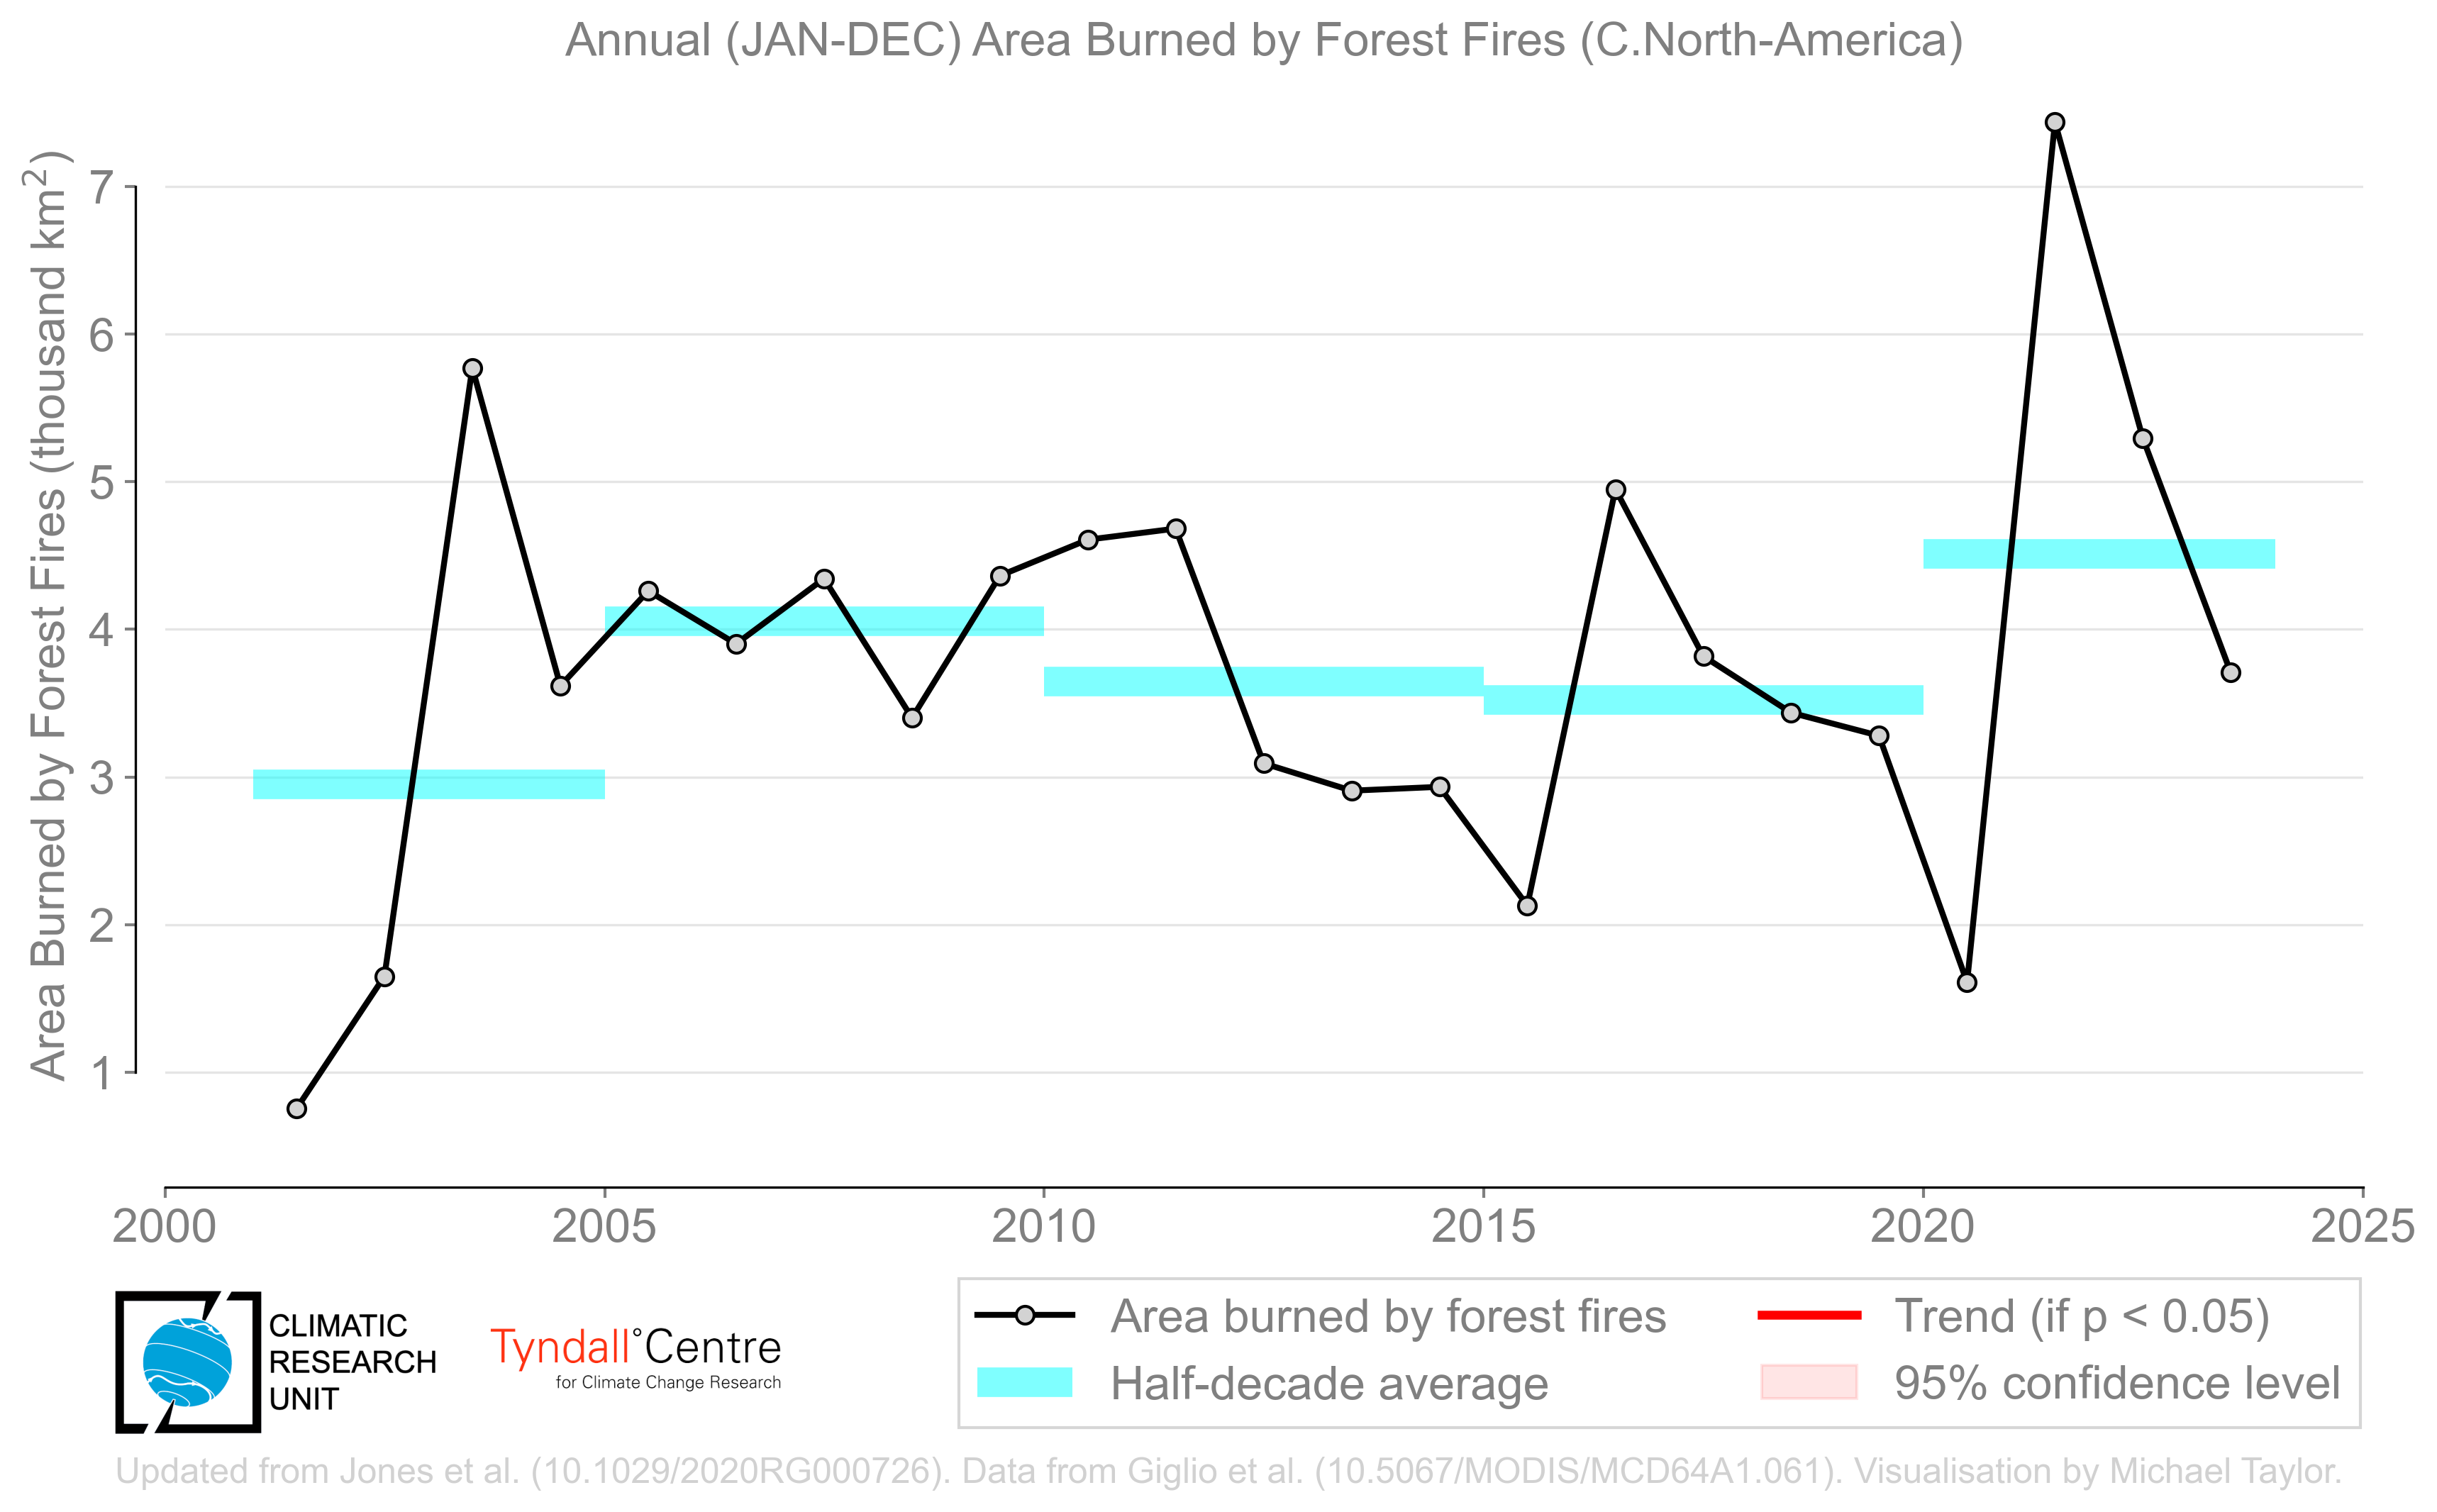 Annual (JAN-DEC) Area Burned by Forest Fires (C.North-America)
Area Burned by Forest Fires (thousand km²)
7
6
5
4
3
2
1
2000 2005 2010 2015 2020 2025
CLIMATIC
RESEARCH
UNIT
Tyndall°Centre
for Climate Change Research
Area burned by forest fires
Half-decade average
Trend (if p < 0.05)
95% confidence level
Updated from Jones et al. (10.1029/2020RG000726). Data from Giglio et al. (10.5067/MODIS/MCD64A1.061). Visualisation by Michael Taylor.